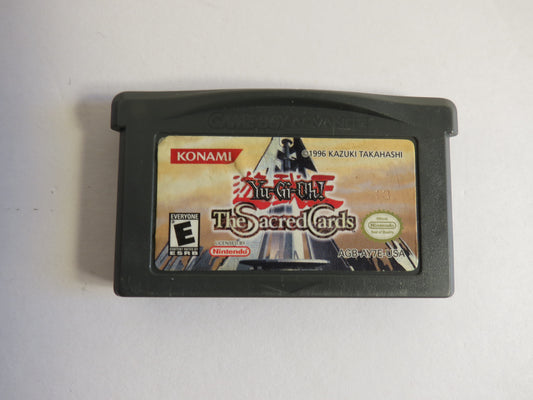 GAME BOY ADVANCE
KONAMI
©1996 KAZUKI TAKAHASHI
遊戯王
Yu-Gi-Oh!
The Sacred Cards
EVERYONE
E
ESRB
LICENSED BY
Nintendo
Official
Nintendo
Seal of Quality
AGB-AY7E-USA